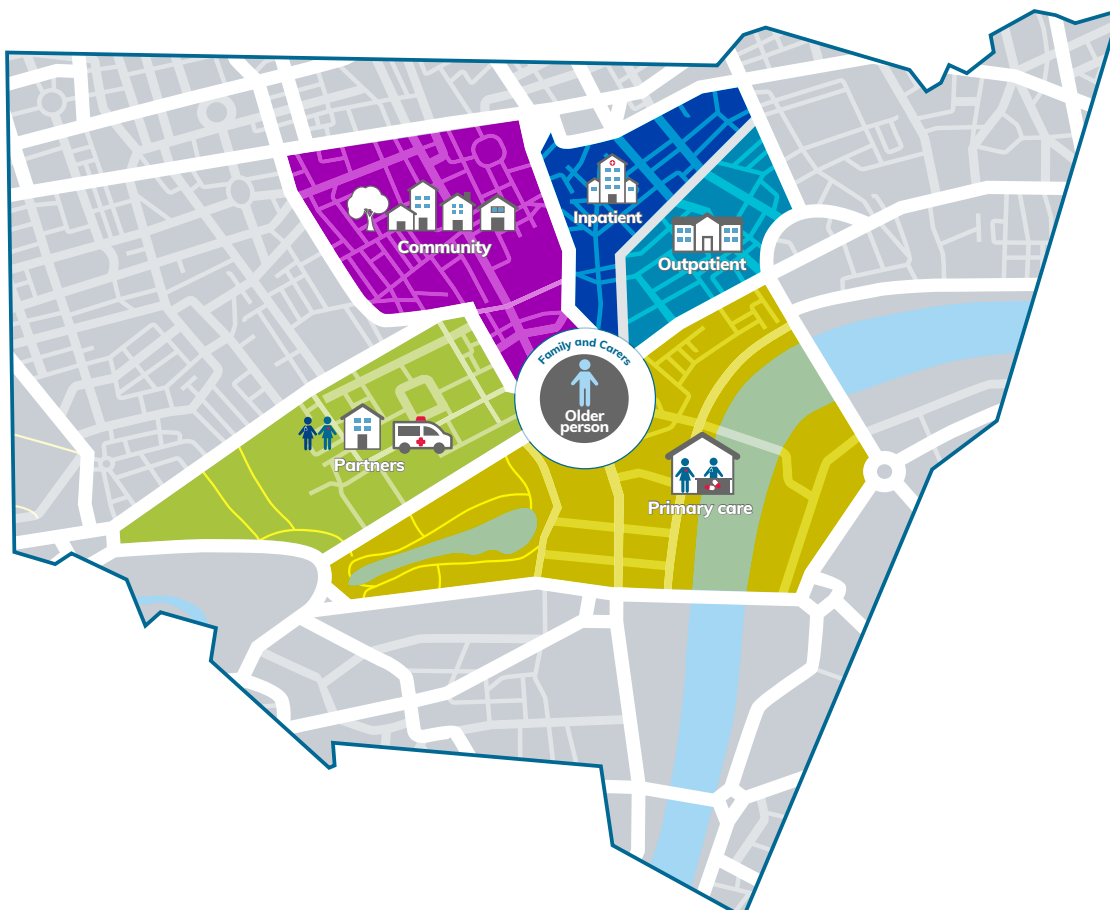 Inpatient
Community
Outpatient
Family and Carers
Older
person
Partners
Primary care